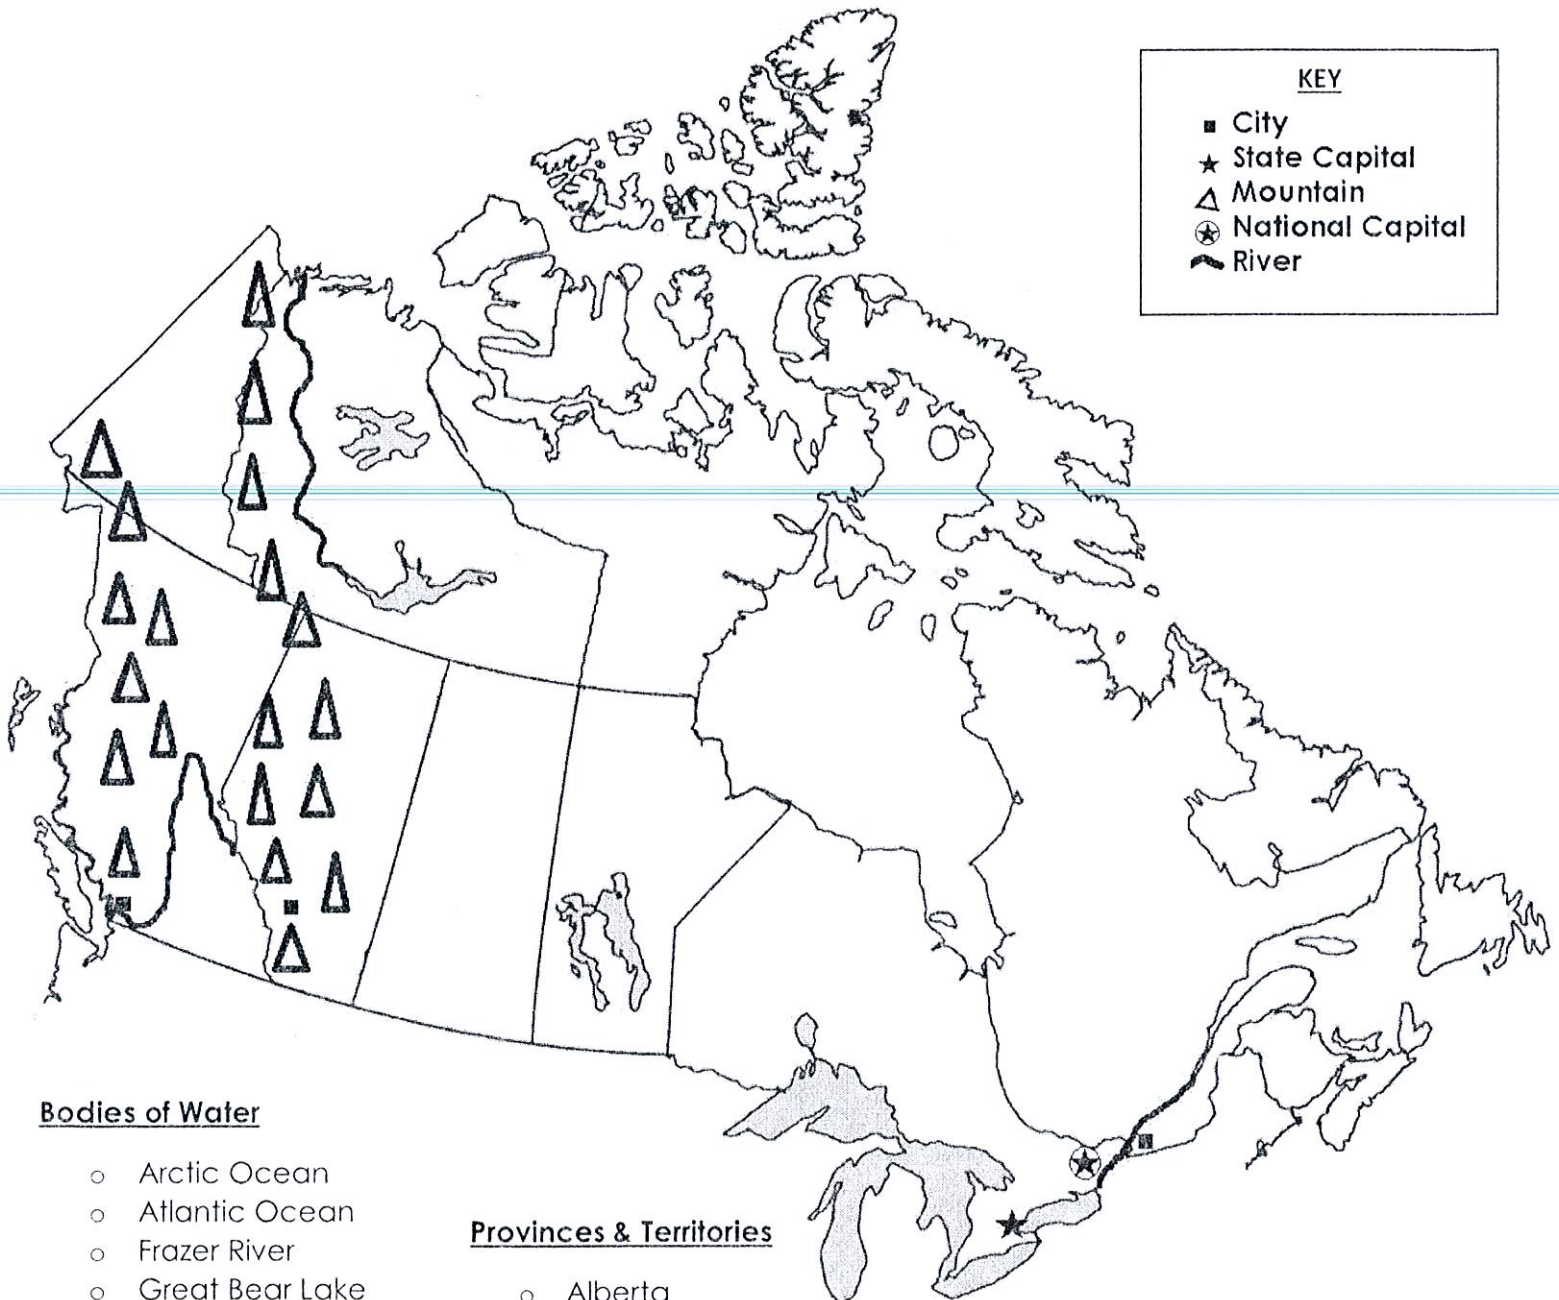 KEY
City
State Capital
Mountain
National Capital
River
Bodies of Water
Arctic Ocean
Atlantic Ocean
Frazer River
Great Bear Lake
Provinces & Territories
Alberta